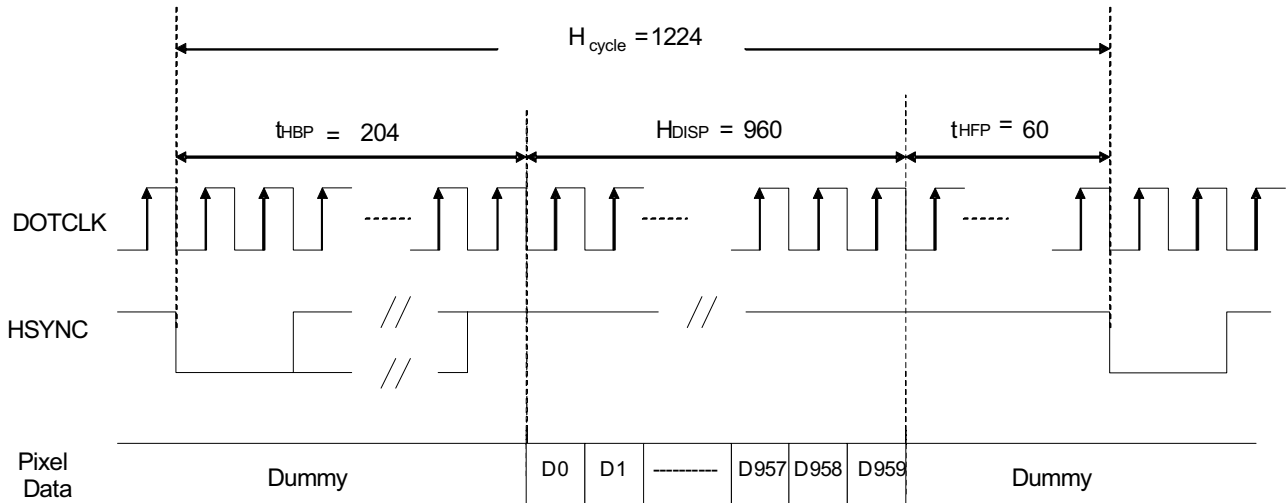 H cycle = 1224
tHBP = 204
HDISP = 960
tHFP = 60
DOTCLK
HSYNC
Pixel
Data
Dummy
D0
D1
D957
D958
D959
Dummy